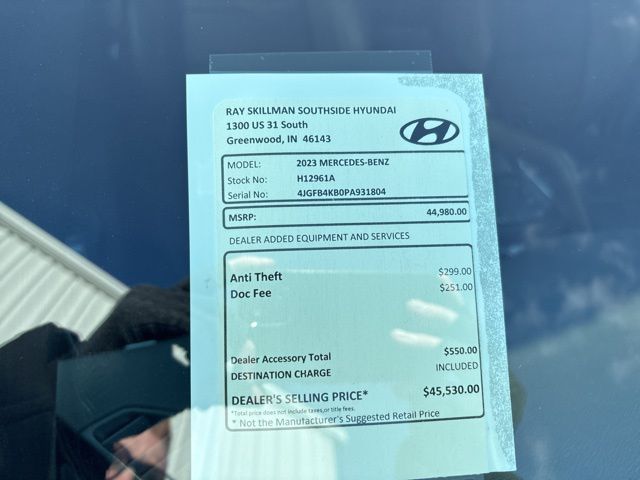 RAY SKILLMAN SOUTHSIDE HYUNDAI
1300 US 31 South
Greenwood, IN 46143
MODEL: 2023 MERCEDES-BENZ
Stock No: H12961A
Serial No: 4JGFB4KB0PA931804
MSRP: 44,980.00
DEALER ADDED EQUIPMENT AND SERVICES
Anti Theft $299.00
Doc Fee $251.00
Dealer Accessory Total $550.00
DESTINATION CHARGE INCLUDED
DEALER'S SELLING PRICE* $45,530.00
*Total price does not include taxes,or title fees.
* Not the Manufacturer's Suggested Retail Price